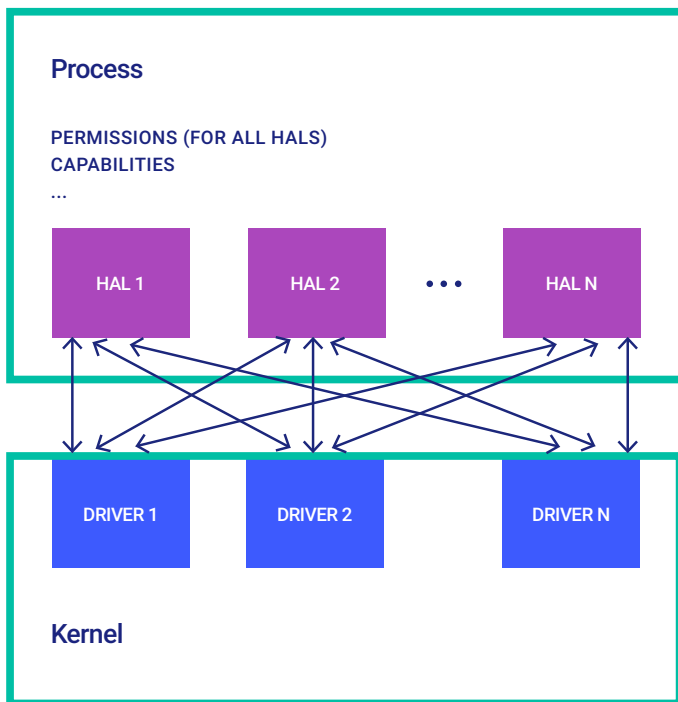 Process
PERMISSIONS (FOR ALL HALS)
CAPABILITIES
...
HAL 1
HAL 2
...
HAL N
DRIVER 1
DRIVER 2
DRIVER N
Kernel